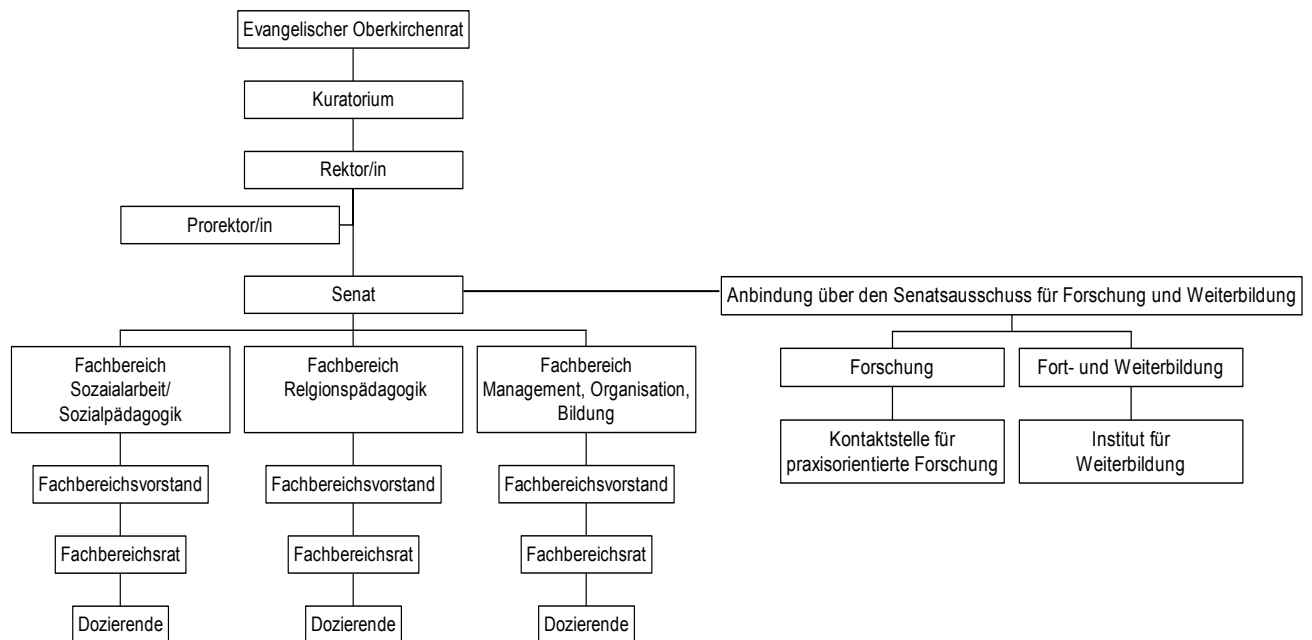 Evangelischer Oberkirchenrat
Kuratorium
Rektor/in
Prorektor/in
Senat
Anbindung über den Senatsausschuss für Forschung und Weiterbildung
Fachbereich
Sozaialarbeit/
Sozialpädagogik
Fachbereich
Relgionspädagogik
Fachbereich
Management, Organisation,
Bildung
Forschung
Fort- und Weiterbildung
Kontaktstelle für
praxisorientierte Forschung
Institut für
Weiterbildung
Fachbereichsvorstand
Fachbereichsvorstand
Fachbereichsvorstand
Fachbereichsrat
Fachbereichsrat
Fachbereichsrat
Dozierende
Dozierende
Dozierende